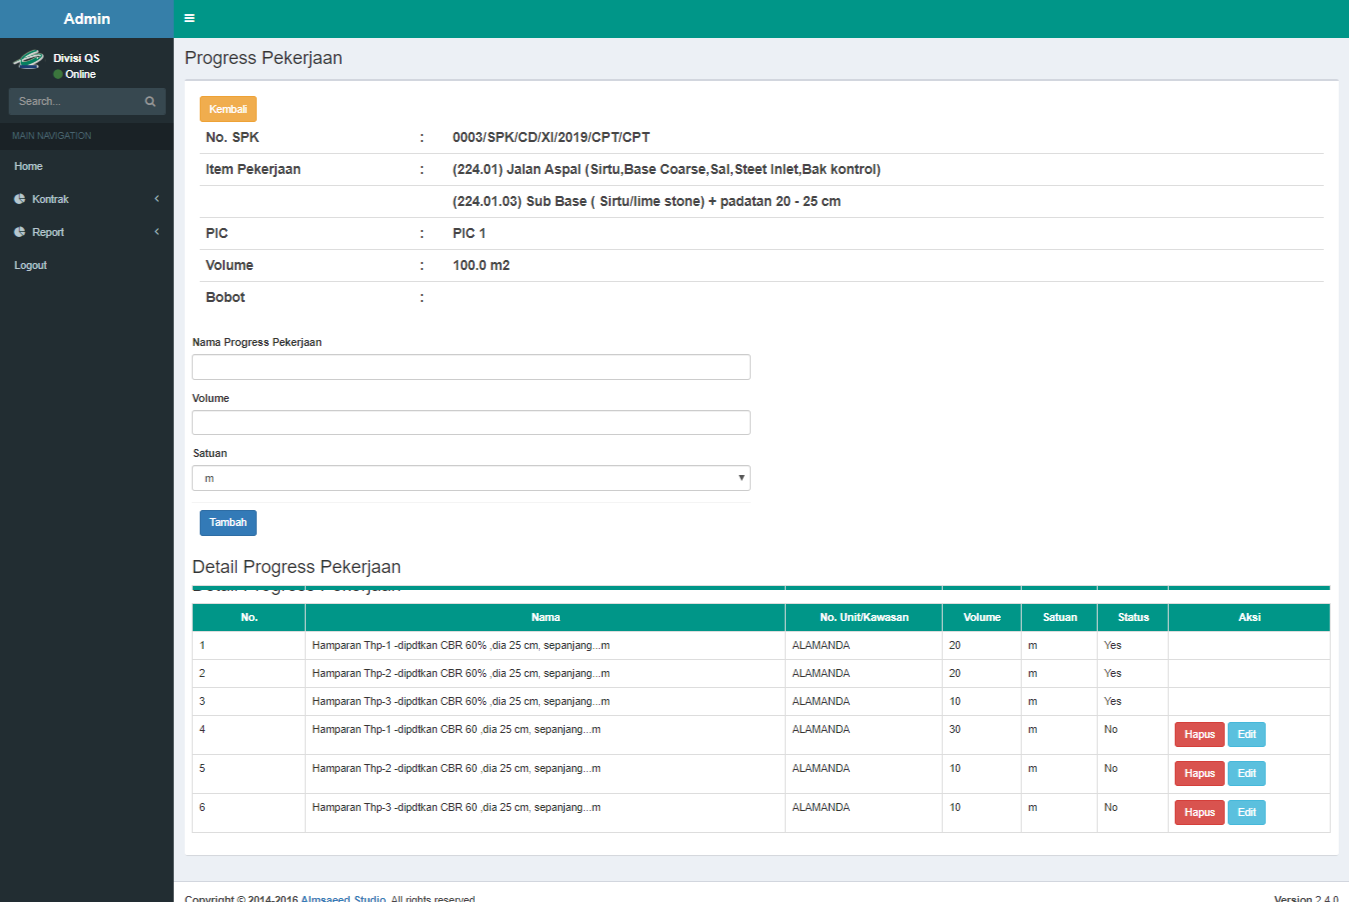 Admin
Divisi QS
Online
Search...
MAIN NAVIGATION
Home
Kontrak
Report
Logout
Progress Pekerjaan
Kembali
No. SPK : 0003/SPK/CD/XI/2019/CPT/CPT
Item Pekerjaan : (224.01) Jalan Aspal (Sirtu,Base Coarse,Sal,Steet Inlet,Bak kontrol)
(224.01.03) Sub Base ( Sirtu/lime stone) + padatan 20 - 25 cm
PIC : PIC 1
Volume : 100.0 m2
Bobot :
Nama Progress Pekerjaan
Volume
Satuan
m
Tambah
Detail Progress Pekerjaan
Detail Progress Pekerjaan
No. Nama No. Unit/Kawasan Volume Satuan Status Aksi
1 Hamparan Thp-1 -dipdtkan CBR 60% ,dia 25 cm, sepanjang...m ALAMANDA 20 m Yes
2 Hamparan Thp-2 -dipdtkan CBR 60% ,dia 25 cm, sepanjang...m ALAMANDA 20 m Yes
3 Hamparan Thp-3 -dipdtkan CBR 60% ,dia 25 cm, sepanjang...m ALAMANDA 10 m Yes
4 Hamparan Thp-1 -dipdtkan CBR 60 ,dia 25 cm, sepanjang...m ALAMANDA 30 m No Hapus Edit
5 Hamparan Thp-2 -dipdtkan CBR 60 ,dia 25 cm, sepanjang...m ALAMANDA 10 m No Hapus Edit
6 Hamparan Thp-3 -dipdtkan CBR 60 ,dia 25 cm, sepanjang...m ALAMANDA 10 m No Hapus Edit
Copyright © 2014-2016 Almsaeed Studio. All rights reserved. Version 2.4.0